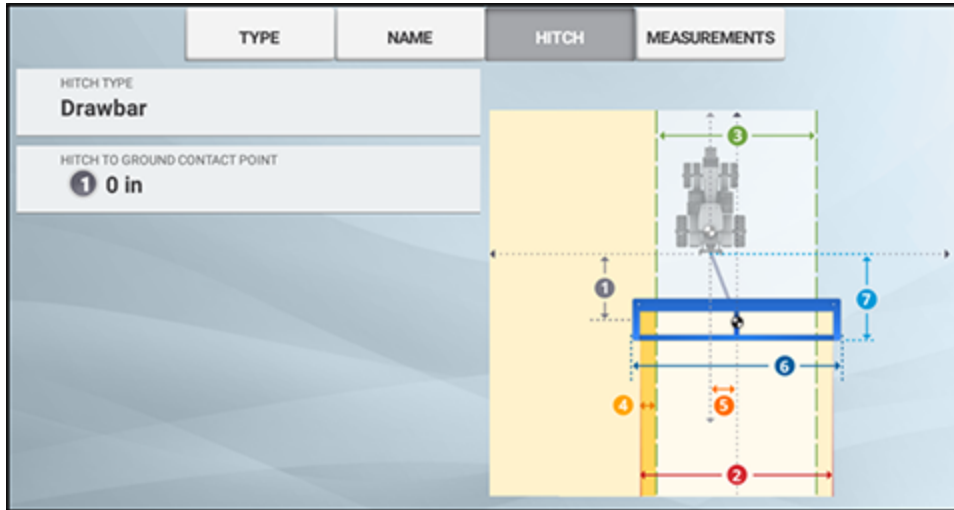 TYPE
NAME
HITCH
MEASUREMENTS
HITCH TYPE
Drawbar
HITCH TO GROUND CONTACT POINT
1 0 in
3
1
7
6
4
5
2